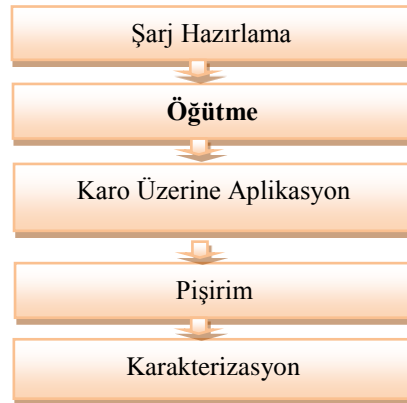 Şarj Hazırlama
Öğütme
Karo Üzerine Aplikasyon
Pişirim
Karakterizasyon